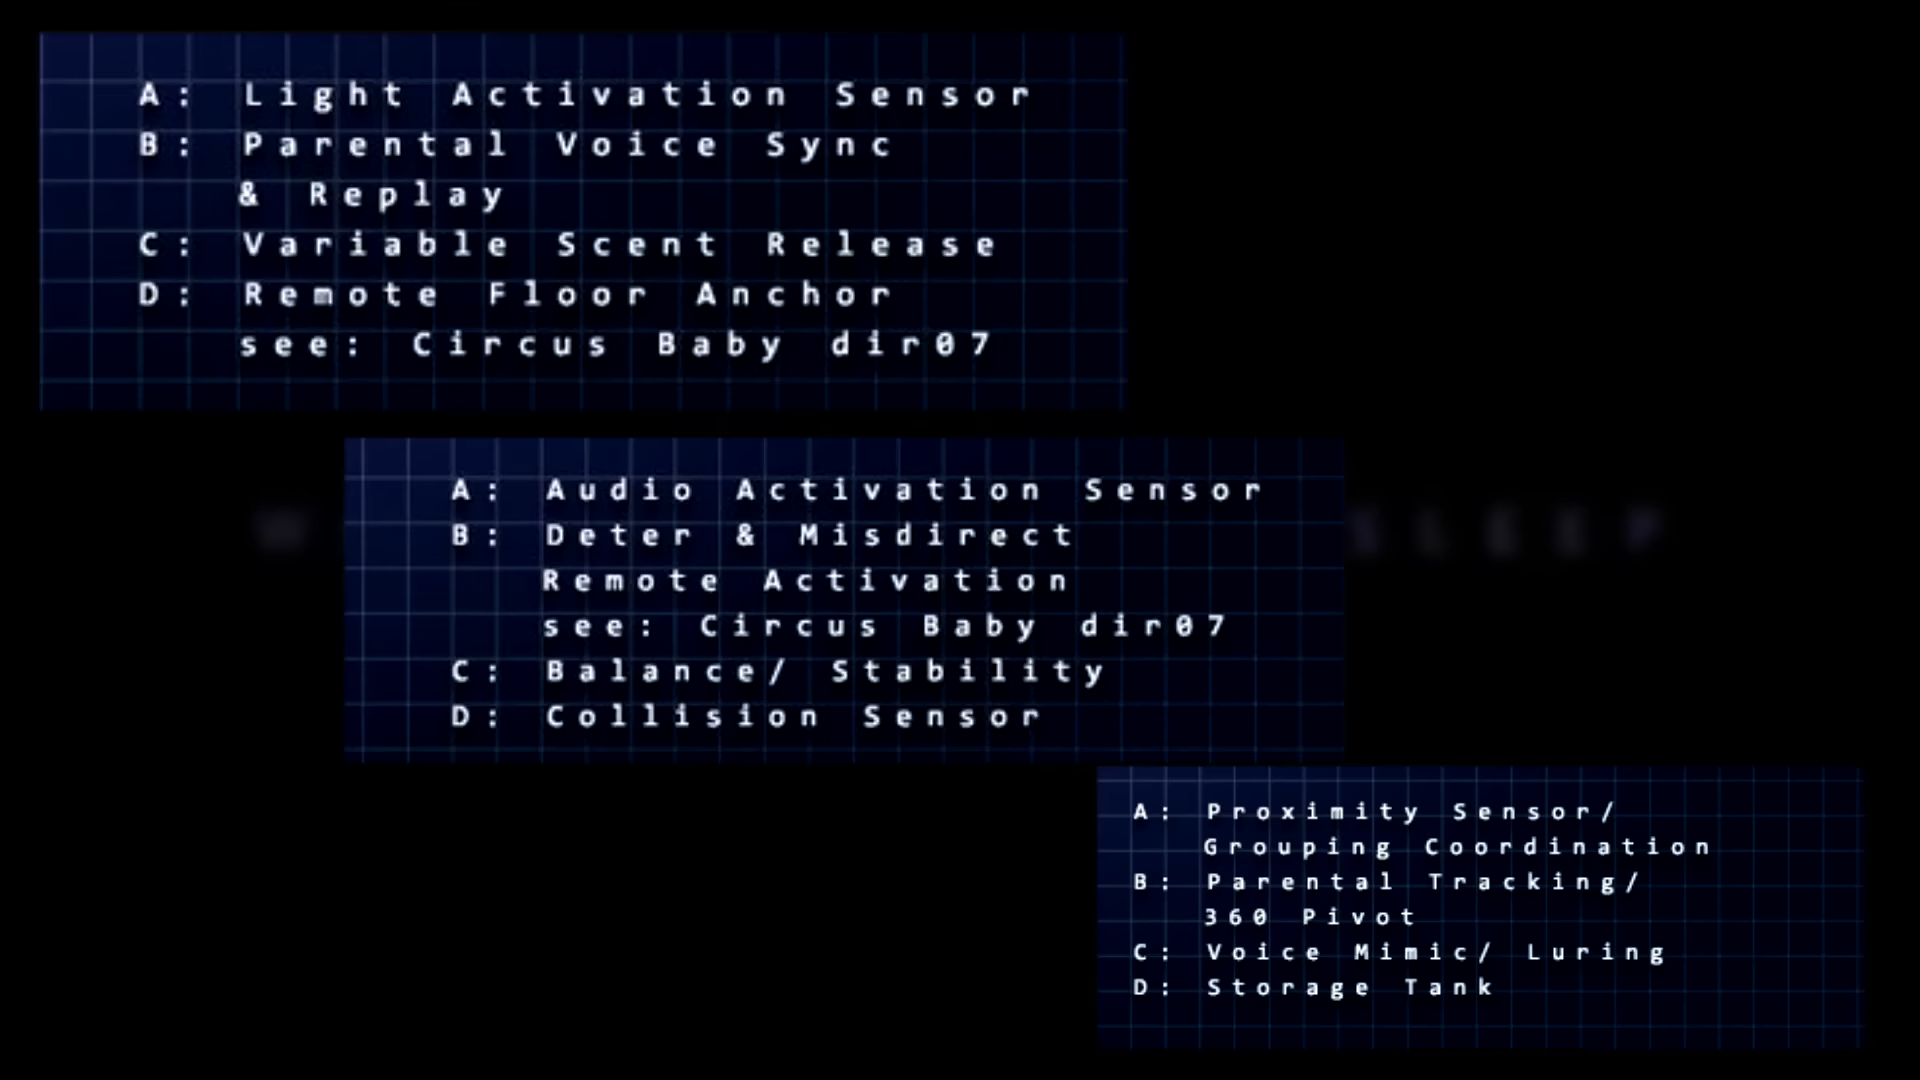 A: Light Activation Sensor
B: Parental Voice Sync
& Replay
C: Variable Scent Release
D: Remote Floor Anchor
see: Circus Baby dir07
A: Audio Activation Sensor
B: Deter & Misdirect
Remote Activation
see: Circus Baby dir07
C: Balance/ Stability
D: Collision Sensor
A: Proximity Sensor/
Grouping Coordination
B: Parental Tracking/
360 Pivot
C: Voice Mimic/ Luring
D: Storage Tank